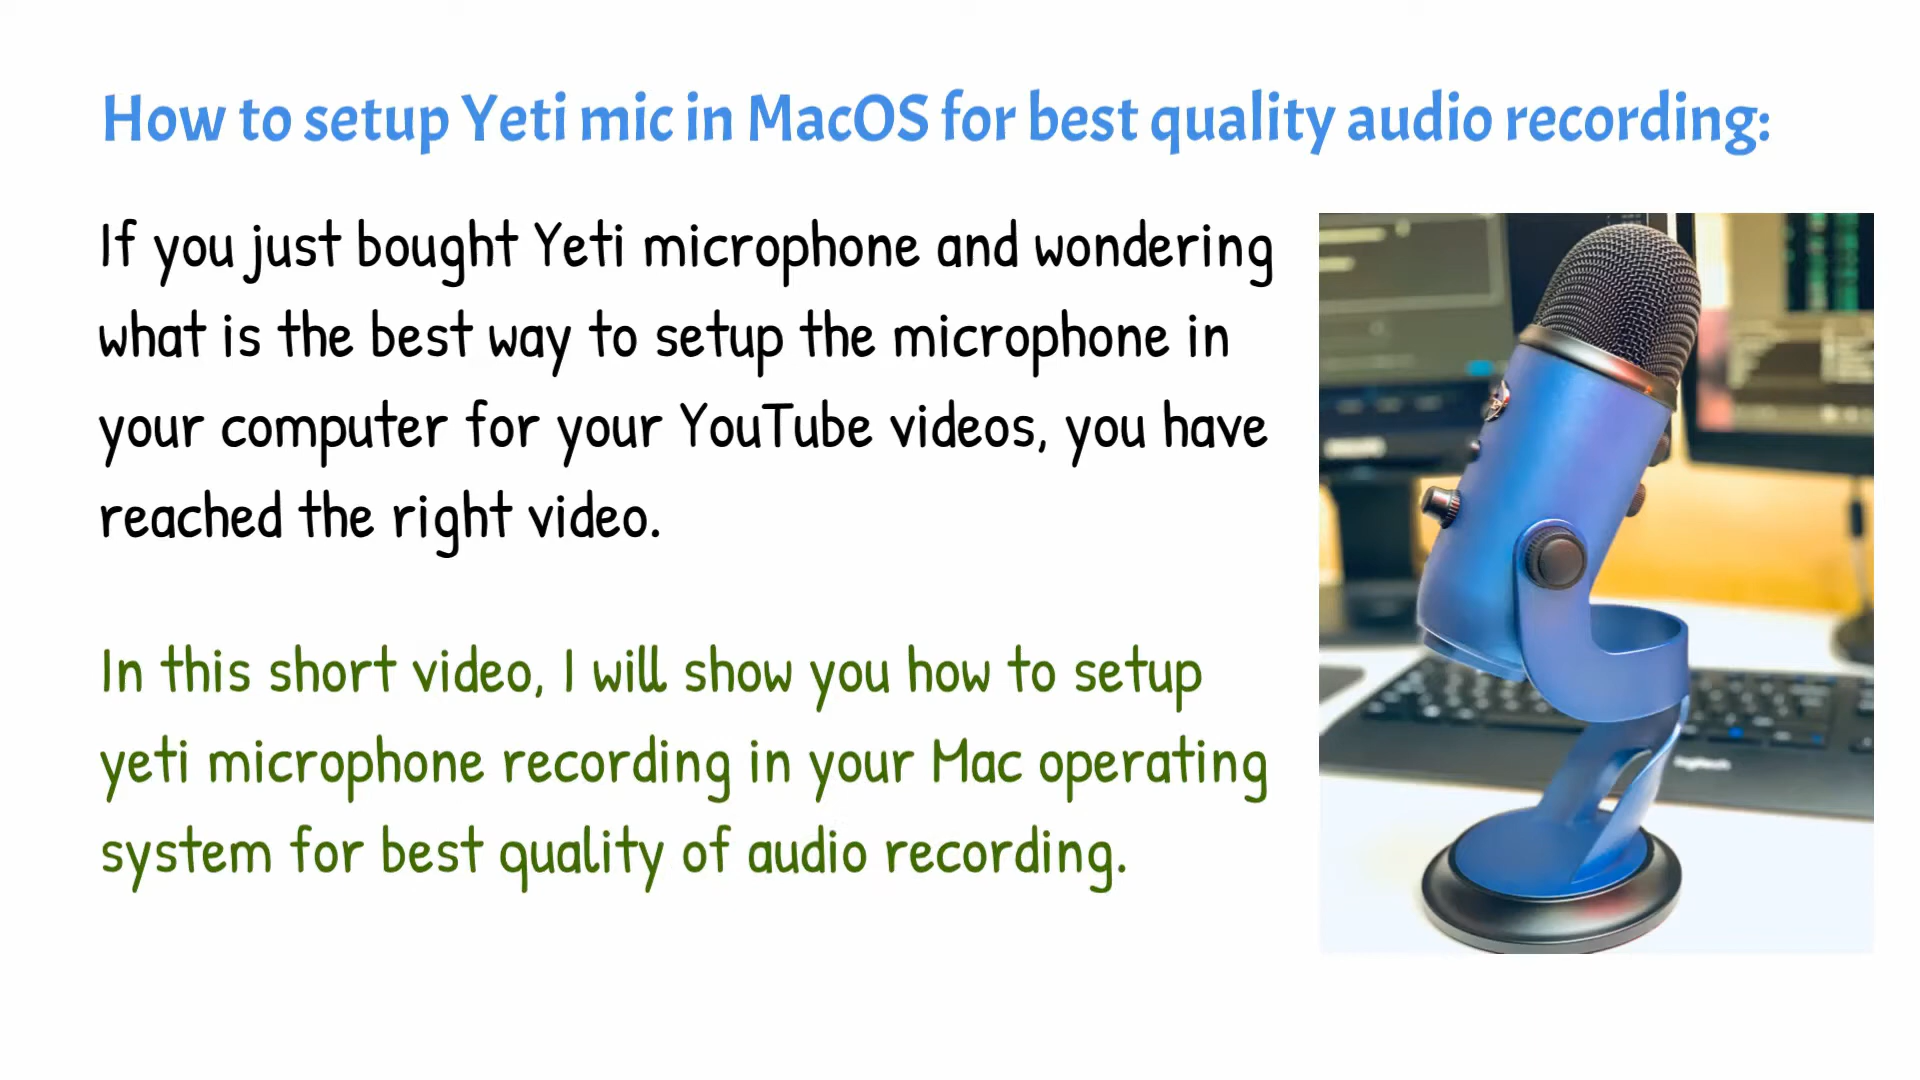 How to setup Yeti mic in MacOS for best quality audio recording:
If you just bought Yeti microphone and wondering
what is the best way to setup the microphone in
your computer for your YouTube videos, you have
reached the right video.
In this short video, I will show you how to setup
yeti microphone recording in your Mac operating
system for best quality of audio recording.